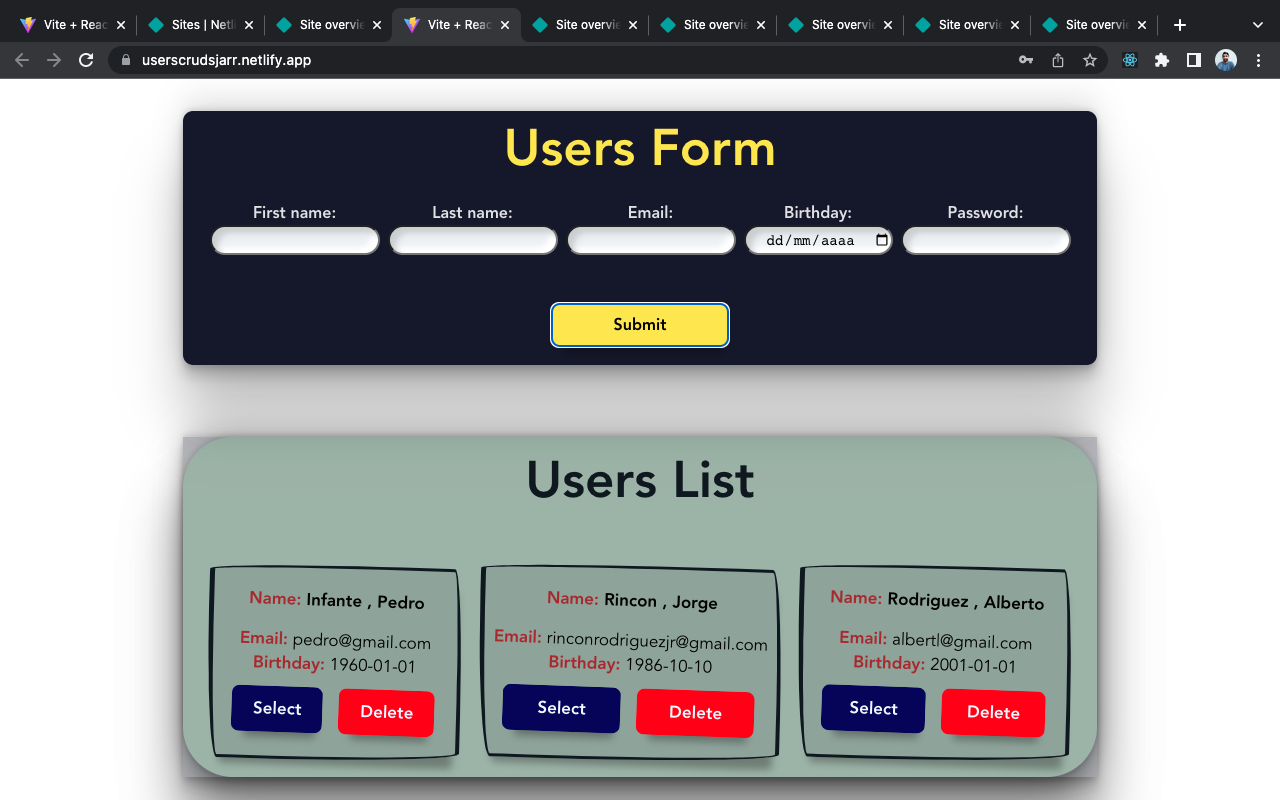 Vite + Reac Sites | Netl Site overvie Vite + Reac Site overvie Site overvie Site overvie Site overvie Site overvie
userscrudsjarr.netlify.app
Users Form
First name: Last name: Email: Birthday: Password:
dd/mm/aaaa
Submit
Users List
Name: Infante , Pedro
Email: pedro@gmail.com
Birthday: 1960-01-01
Select Delete
Name: Rincon , Jorge
Email: rinconrodriguezjr@gmail.com
Birthday: 1986-10-10
Select Delete
Name: Rodriguez , Alberto
Email: albertl@gmail.com
Birthday: 2001-01-01
Select Delete